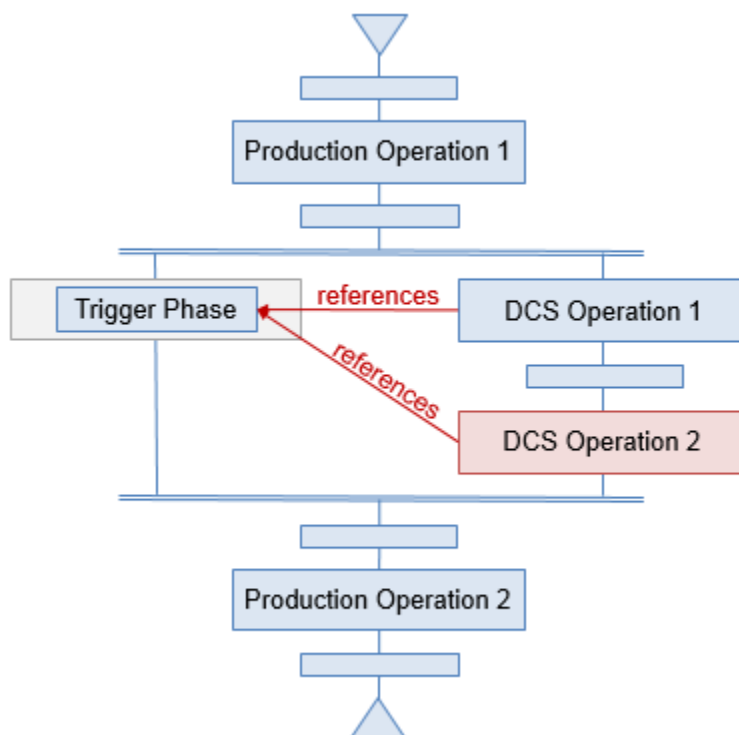 Production Operation 1
Trigger Phase
references
DCS Operation 1
references
DCS Operation 2
Production Operation 2